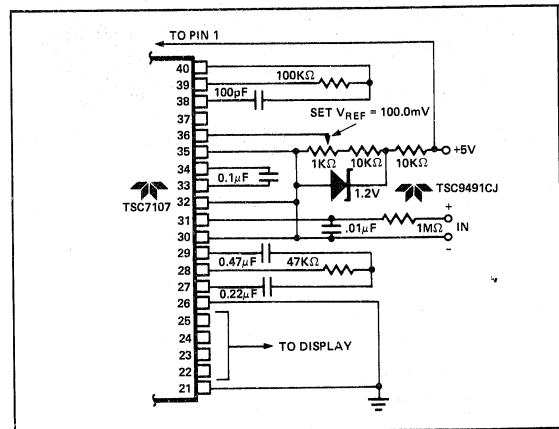 TO PIN 1
40
39
38
37
36
35
34
33
32
31
30
29
28
27
26
25
24
23
22
21
100KΩ
100pF
SET VREF = 100.0mV
+5V
1KΩ
10KΩ
10KΩ
0.1μF
TSC7107
1.2V
TSC9491CJ
+
.01μF
1MΩ
IN
-
0.47μF
47KΩ
0.22μF
TO DISPLAY